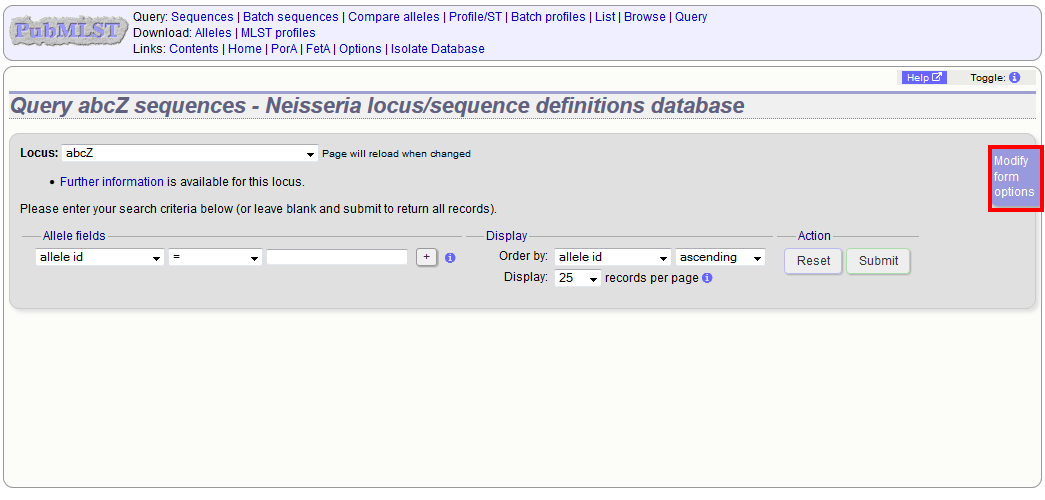 PubMLST
Query: Sequences | Batch sequences | Compare alleles | Profile/ST | Batch profiles | List | Browse | Query
Download: Alleles | MLST profiles
Links: Contents | Home | PorA | FetA | Options | Isolate Database
Help Toggle: i
Query abcZ sequences - Neisseria locus/sequence definitions database
Locus: abcZ Page will reload when changed
• Further information is available for this locus.
Modify
form
options
Please enter your search criteria below (or leave blank and submit to return all records).
Allele fields Display Action
allele id = + i Order by: allele id ascending Reset Submit
Display: 25 records per page i